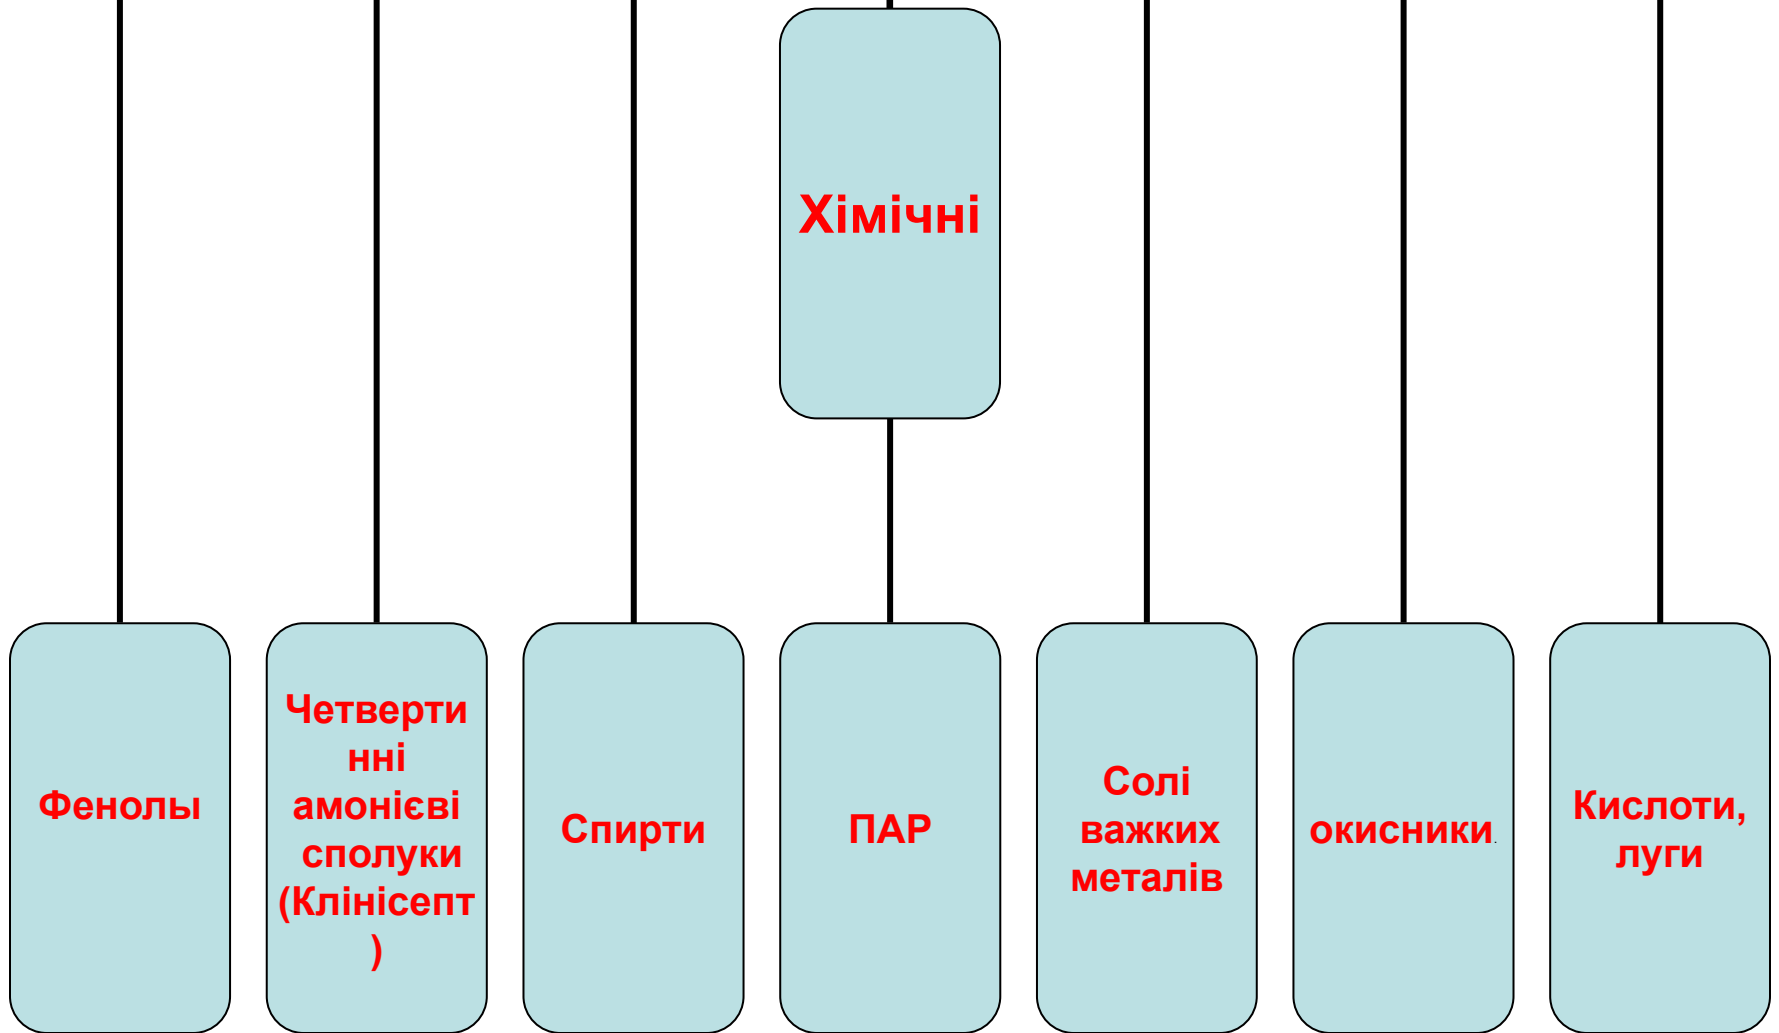 Хімічні
Фенолы
Четверти
нні
амонієві
сполуки
(Клінісепт
)
Спирти
ПАР
Солі
важких
металів
окисники.
Кислоти,
луги